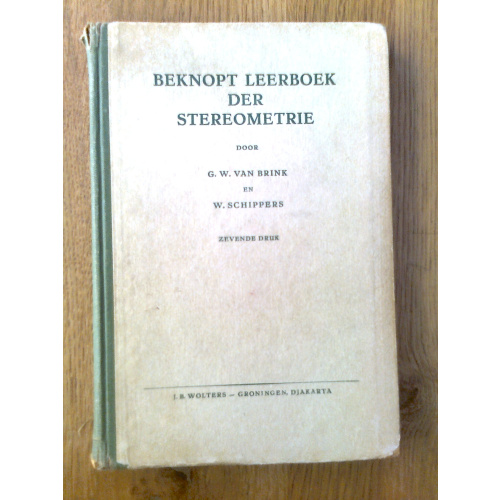 BEKNOPT LEERBOEK
DER
STEREOMETRIE
DOOR
G. W. VAN BRINK
EN
W. SCHIPPERS
ZEVENDE DRUK
J. B. WOLTERS – GRONINGEN, DJAKARTA